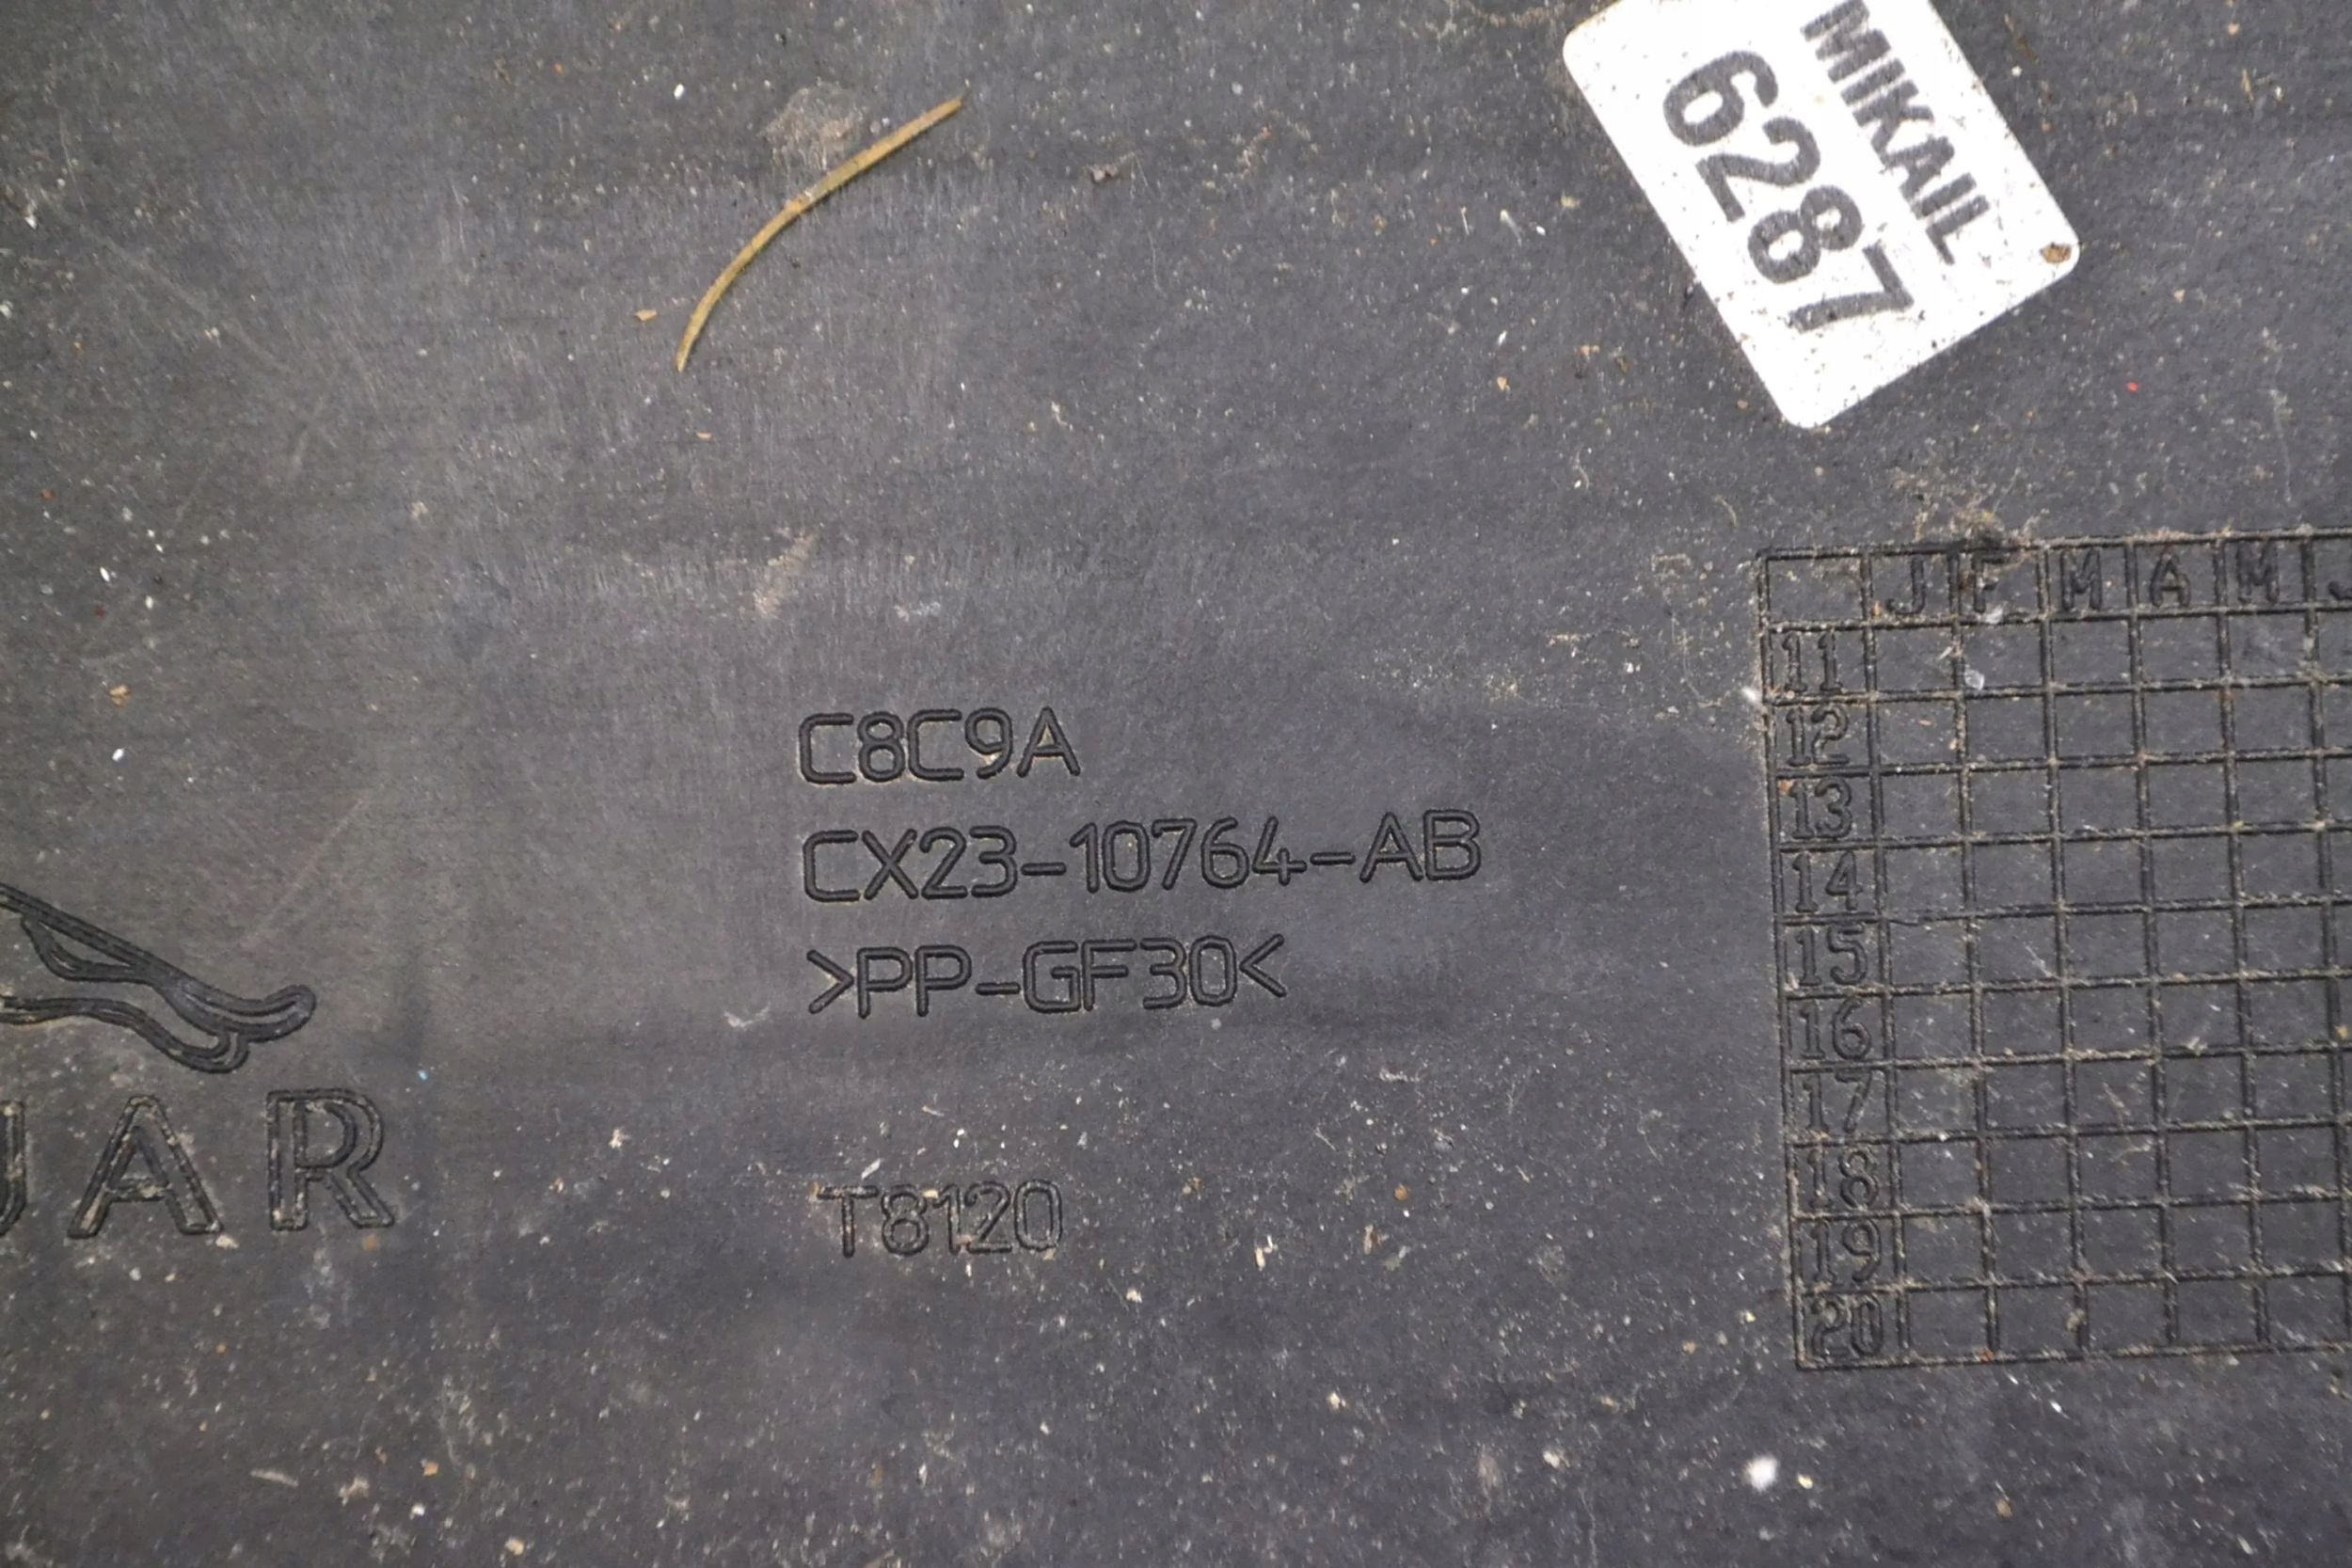 MIKAIL
6287
C8C9A
CX23-10764-AB
>PP-GF30<
T8120
UAR
J F M A M J
11
12
13
14
15
16
17
18
19
20